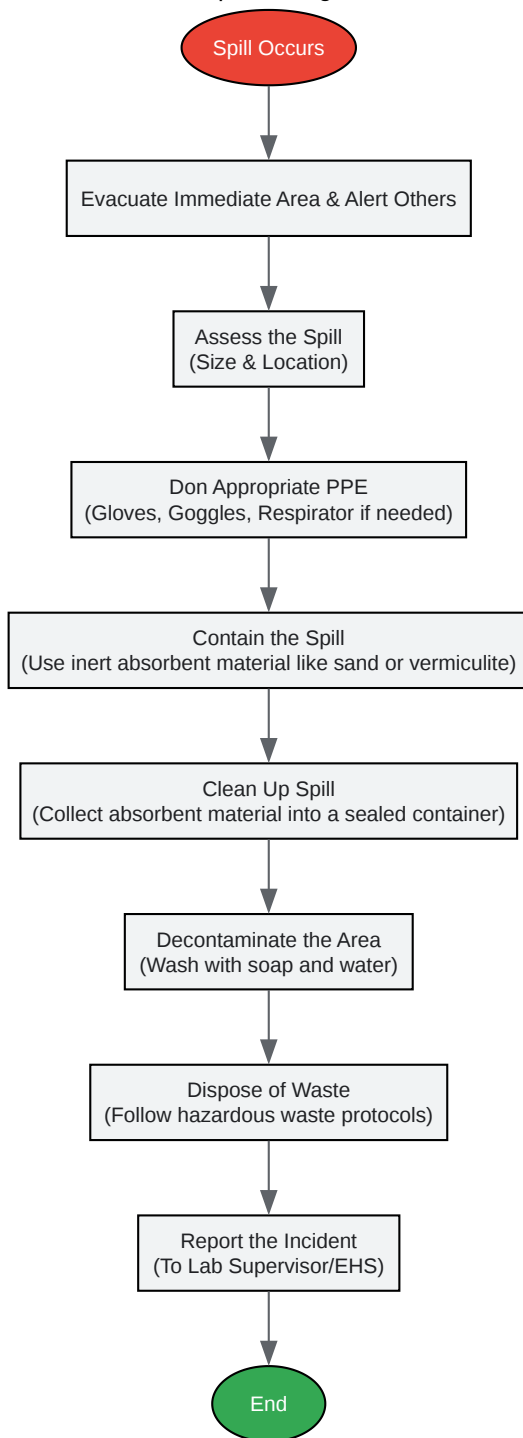 Spill Occurs
Evacuate Immediate Area & Alert Others
Assess the Spill
(Size & Location)
Don Appropriate PPE
(Gloves, Goggles, Respirator if needed)
Contain the Spill
(Use inert absorbent material like sand or vermiculite)
Clean Up Spill
(Collect absorbent material into a sealed container)
Decontaminate the Area
(Wash with soap and water)
Dispose of Waste
(Follow hazardous waste protocols)
Report the Incident
(To Lab Supervisor/EHS)
End